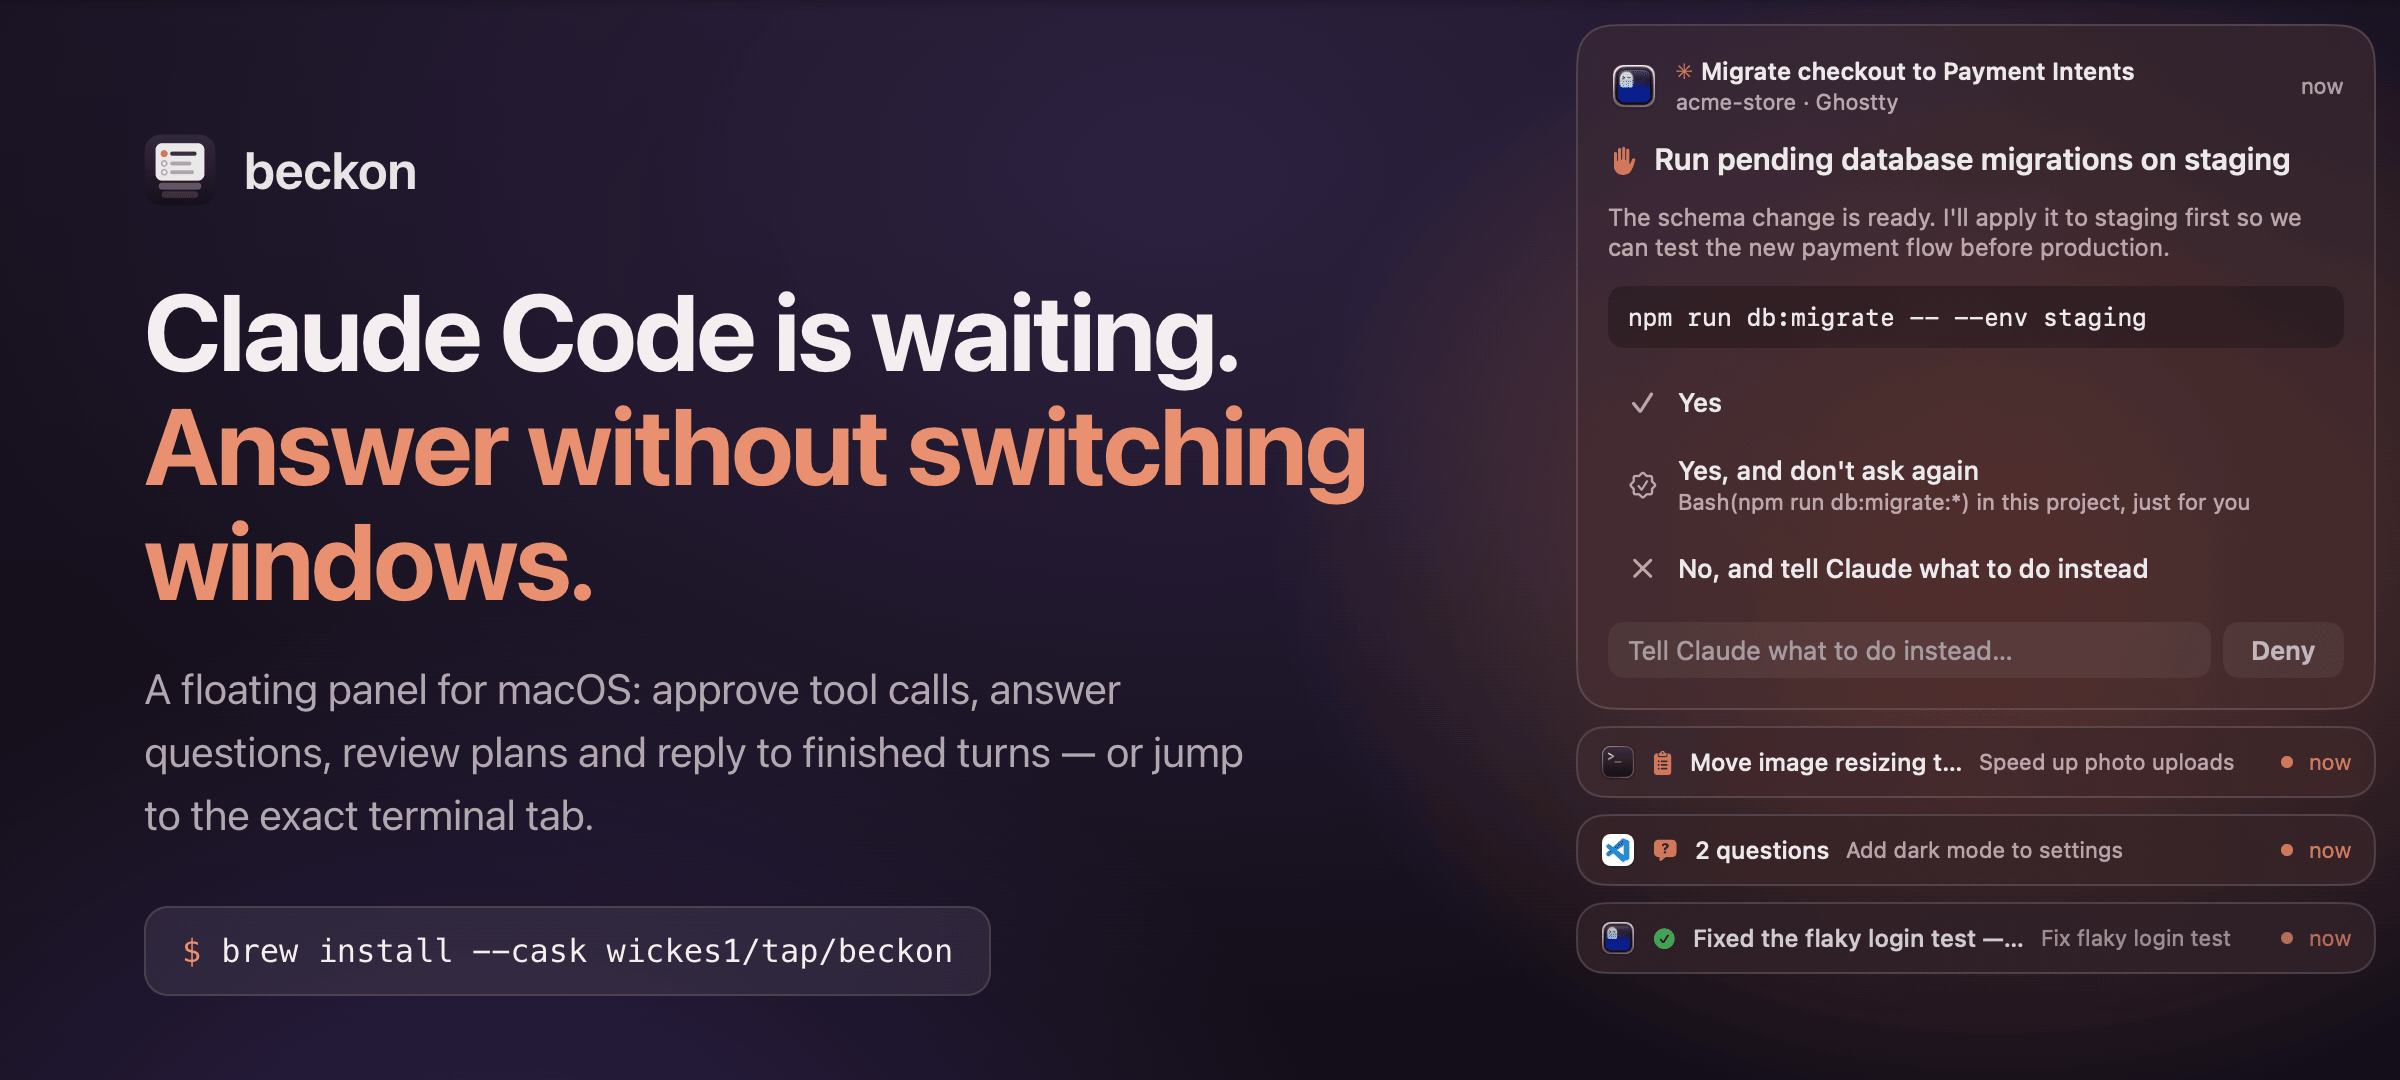 beckon
Claude Code is waiting.
Answer without switching
windows.
A floating panel for macOS: approve tool calls, answer
questions, review plans and reply to finished turns — or jump
to the exact terminal tab.
$ brew install --cask wickes1/tap/beckon
✳ Migrate checkout to Payment Intents
acme-store · Ghostty
now
Run pending database migrations on staging
The schema change is ready. I'll apply it to staging first so we
can test the new payment flow before production.
npm run db:migrate -- --env staging
Yes
Yes, and don't ask again
Bash(npm run db:migrate:*) in this project, just for you
No, and tell Claude what to do instead
Tell Claude what to do instead...
Deny
Move image resizing t... Speed up photo uploads now
2 questions Add dark mode to settings now
Fixed the flaky login test —... Fix flaky login test now